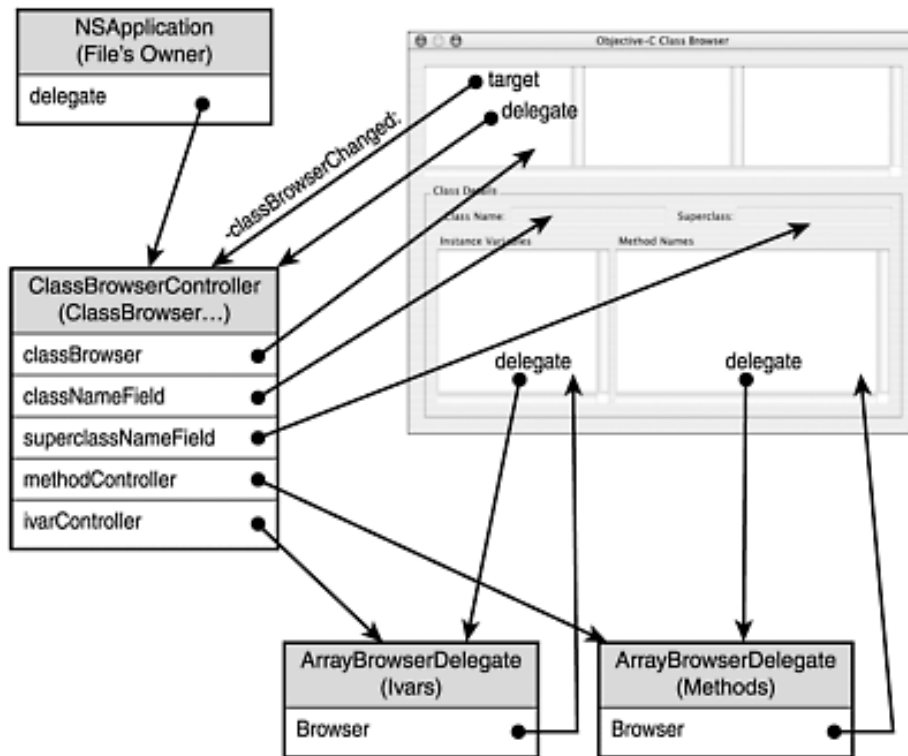 NSApplication
(File's Owner)
delegate
Objective-C Class Browser
target
delegate
-classBrowserChanged:
Class Details
Class Name:
Superclass:
Instance Variables
Method Names
delegate
delegate
ClassBrowserController
(ClassBrowser...)
classBrowser
classNameField
superclassNameField
methodController
ivarController
ArrayBrowserDelegate
(Ivars)
Browser
ArrayBrowserDelegate
(Methods)
Browser